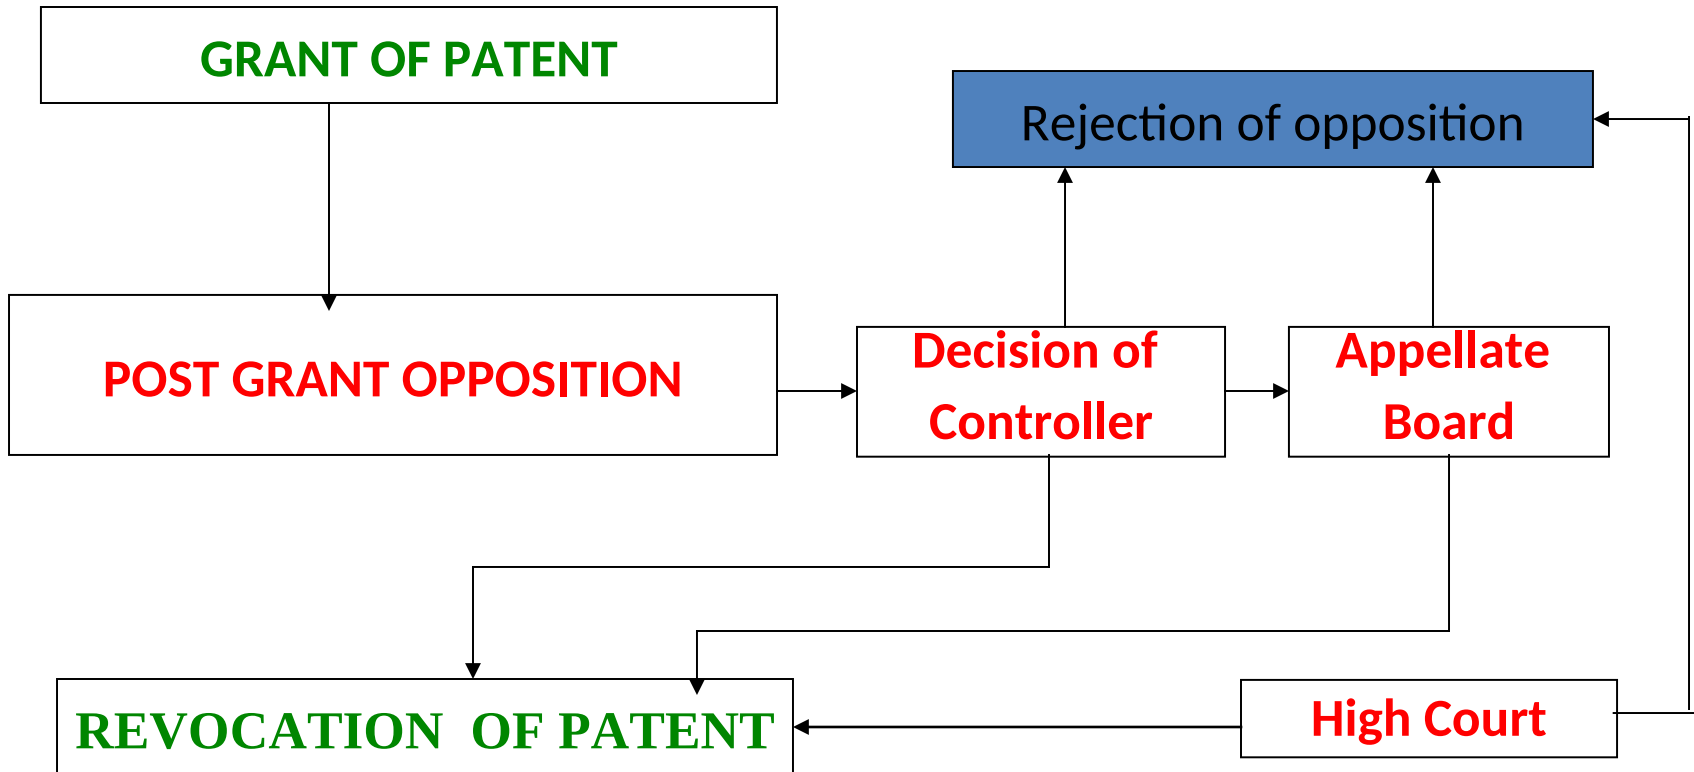 GRANT OF PATENT
Rejection of opposition
POST GRANT OPPOSITION
Decision of
Controller
Appellate
Board
REVOCATION OF PATENT
High Court